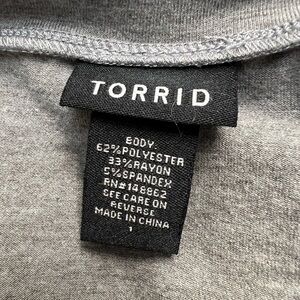 TORRID
BODY:
62%POLYESTER
33%RAYON
5%SPANDEX
RN#148862
SEE CARE ON
REVERSE
MADE IN CHINA
1